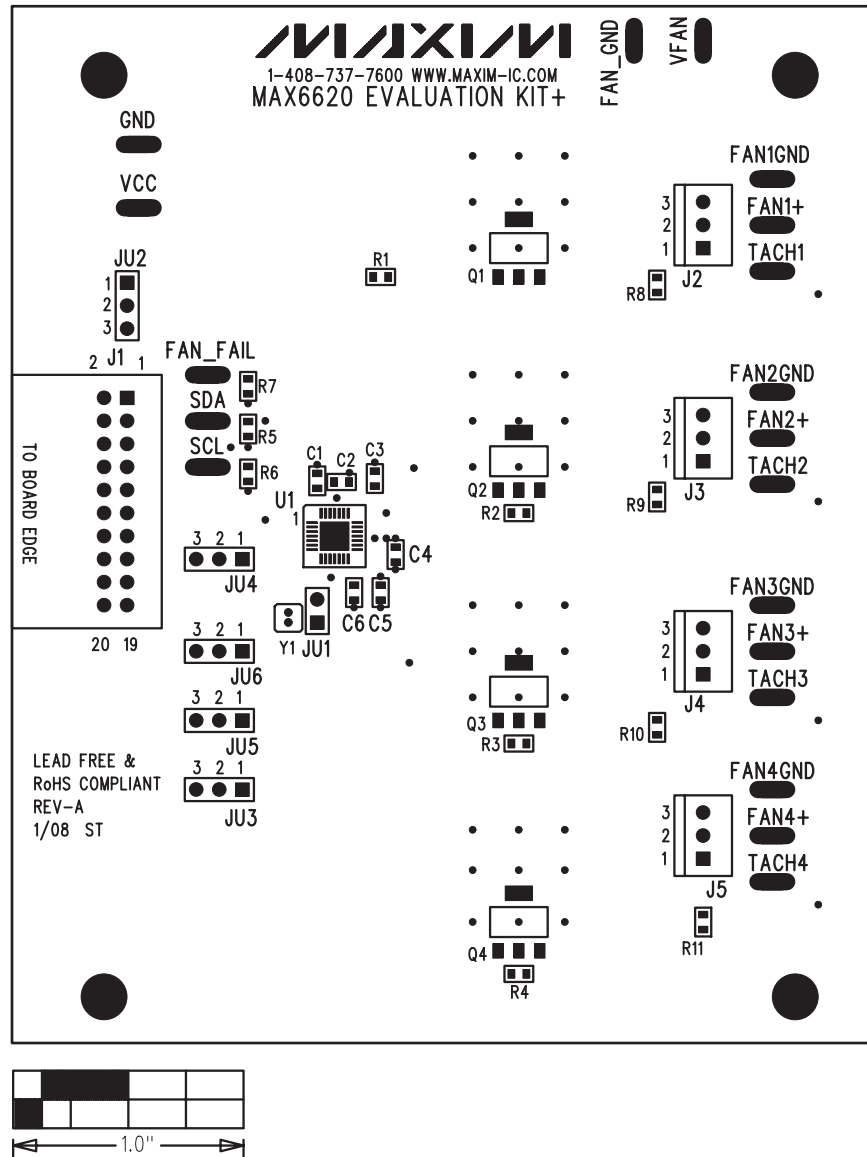 MAXIM
1-408-737-7600 WWW.MAXIM-IC.COM
MAX6620 EVALUATION KIT+
FAN_GND
VFAN
GND
VCC
JU2
1
2
3
J1
2 1
FAN_FAIL
SDA
SCL
R7
R5
R6
TO BOARD EDGE
20 19
R1
C1
C2
C3
U1
1
C4
C6
C5
Y1
JU1
3 2 1
JU4
3 2 1
JU6
3 2 1
JU5
3 2 1
JU3
LEAD FREE &
RoHS COMPLIANT
REV-A
1/08 ST
Q1
Q2
R2
Q3
R3
Q4
R4
FAN1GND
3
2
1
FAN1+
TACH1
J2
R8
FAN2GND
3
2
1
FAN2+
TACH2
J3
R9
FAN3GND
3
2
1
FAN3+
TACH3
J4
R10
FAN4GND
3
2
1
FAN4+
TACH4
J5
R11
1.0"